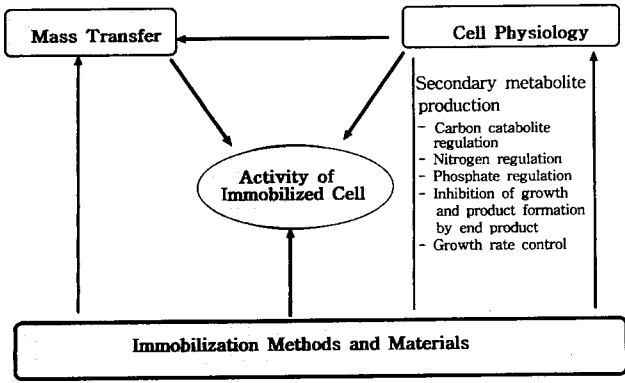 Mass Transfer
Cell Physiology
Secondary metabolite
production
- Carbon catabolite
regulation
- Nitrogen regulation
- Phosphate regulation
- Inhibition of growth
and product formation
by end product
- Growth rate control
Activity of
Immobilized Cell
Immobilization Methods and Materials